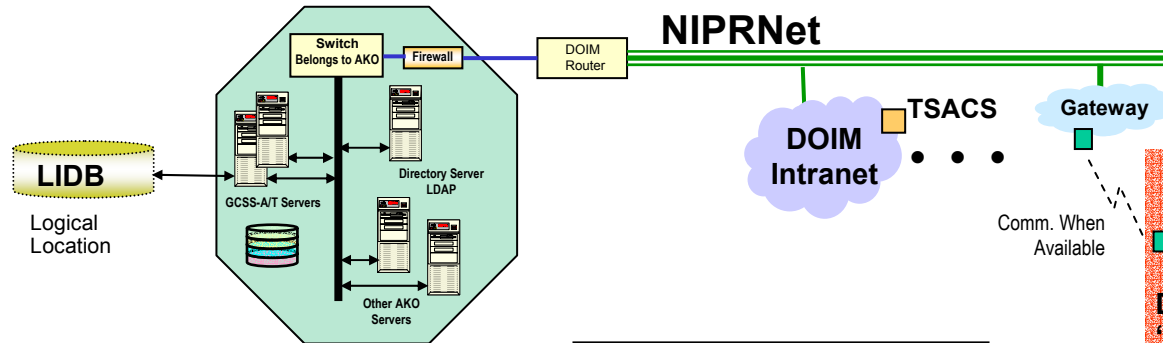 NIPRNet
Switch
Belongs to AKO
Firewall
DOIM
Router
TSACS
Gateway
DOIM
Intranet
LIDB
Directory Server
LDAP
GCSS-A/T Servers
Logical
Location
Comm. When
Available
Other AKO
Servers